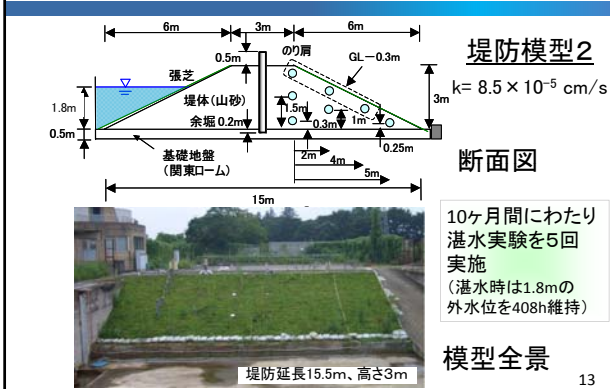 6m
3m
6m
堤防模型2
k= 8.5×10⁻⁵ cm/s
0.5m
のり肩
GL－0.3m
張芝
1.8m
堤体(山砂)
1.5m
3m
余堀0.2m
0.3m
1m
0.5m
0.25m
基礎地盤
(関東ローム)
2m
4m
5m
15m
断面図
10ヶ月間にわたり
湛水実験を5回
実施
(湛水時は1.8mの
外水位を408h維持)
堤防延長15.5m、高さ3m
模型全景
13